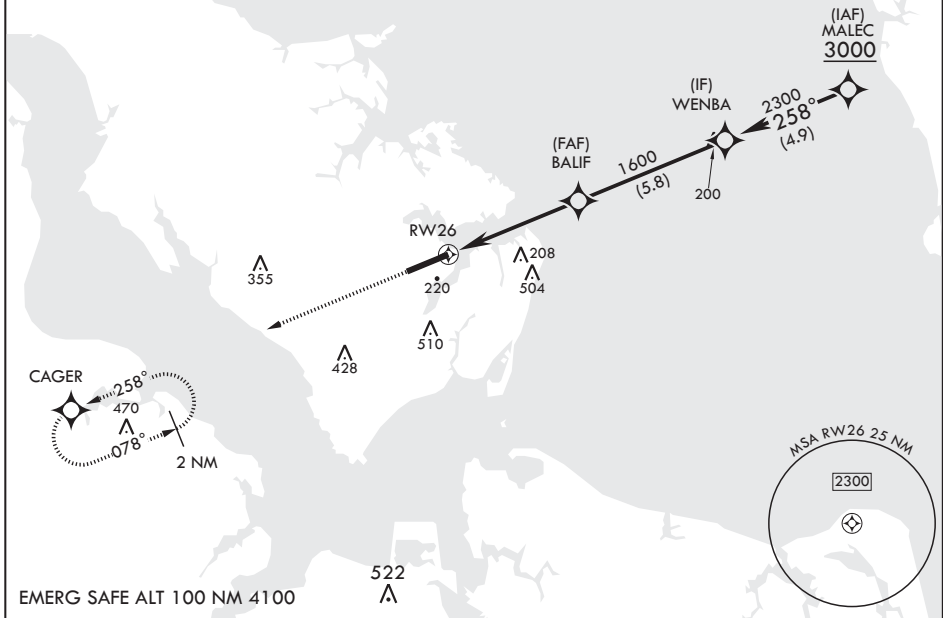 (IAF)
MALEC
3000
(IF)
WENBA
2300
258°
(4.9)
(FAF)
BALIF
1600
(5.8)
200
RW26
208
504
355
220
510
428
CAGER
258°
470
078°
2 NM
MSA RW26 25 NM
2300
522
EMERG SAFE ALT 100 NM 4100